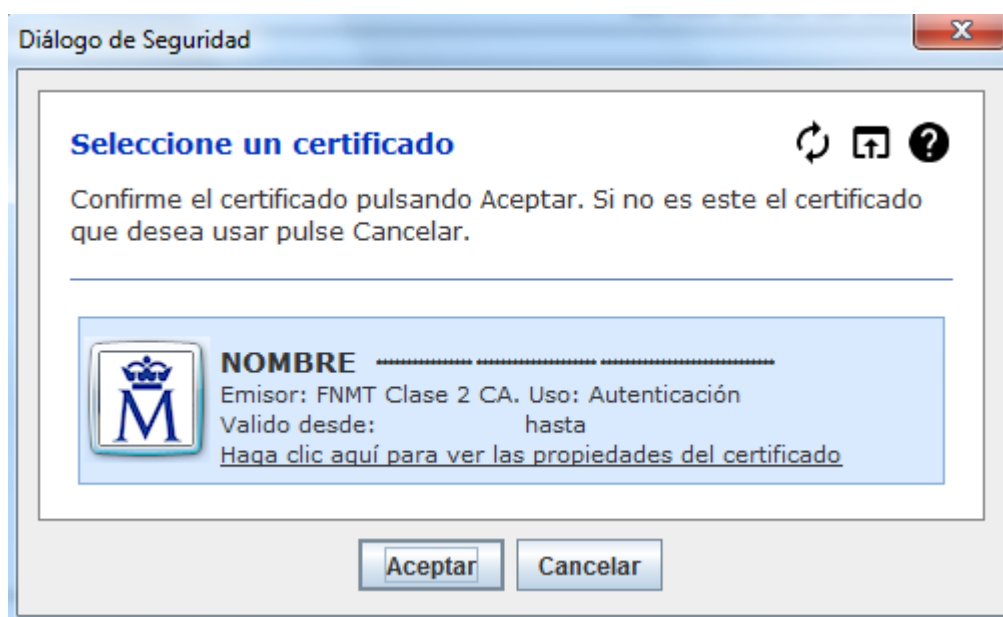 Diálogo de Seguridad
Seleccione un certificado
Confirme el certificado pulsando Aceptar. Si no es este el certificado
que desea usar pulse Cancelar.
NOMBRE
Emisor: FNMT Clase 2 CA. Uso: Autenticación
Valido desde: hasta
Haga clic aquí para ver las propiedades del certificado
Aceptar Cancelar